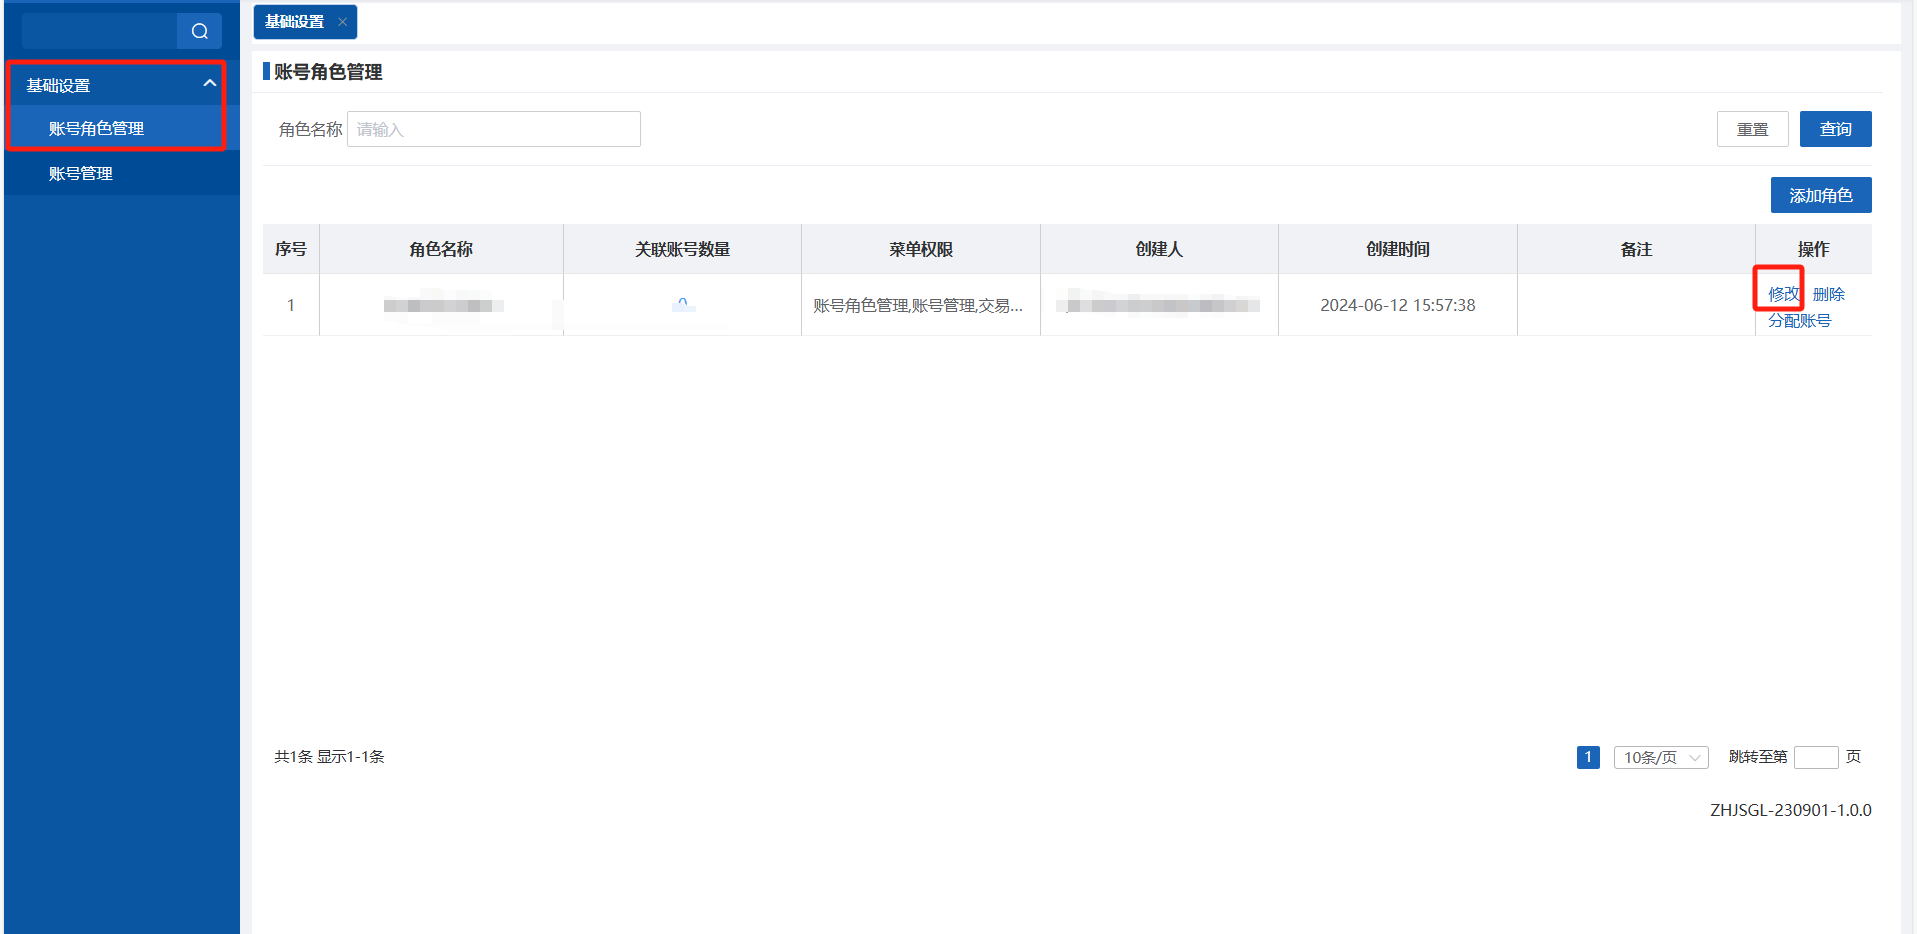 基础设置
基础设置
账号角色管理
账号管理
账号角色管理
角色名称 请输入 重置 查询
添加角色
序号 角色名称 关联账号数量 菜单权限 创建人 创建时间 备注 操作
1 账号角色管理,账号管理,交易... 2024-06-12 15:57:38 修改 删除
分配账号
共1条 显示1-1条 1 10条/页 跳转至第 页
ZHJSGL-230901-1.0.0